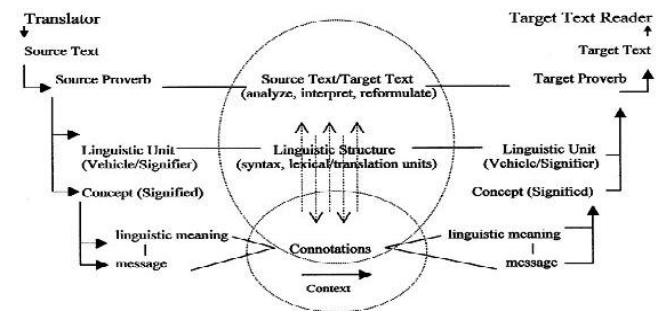 Translator
Target Text Reader
Source Text
Target Text
Source Proverb
Source Text/Target Text
(analyze, interpret, reformulate)
Target Proverb
Linguistic Unit
(Vehicle/Signifier)
Linguistic Structure
(syntax, lexical/translation units)
Linguistic Unit
(Vehicle/Signifier)
Concept (Signified)
Concept (Signified)
linguistic meaning
Connotations
linguistic meaning
message
message
Context